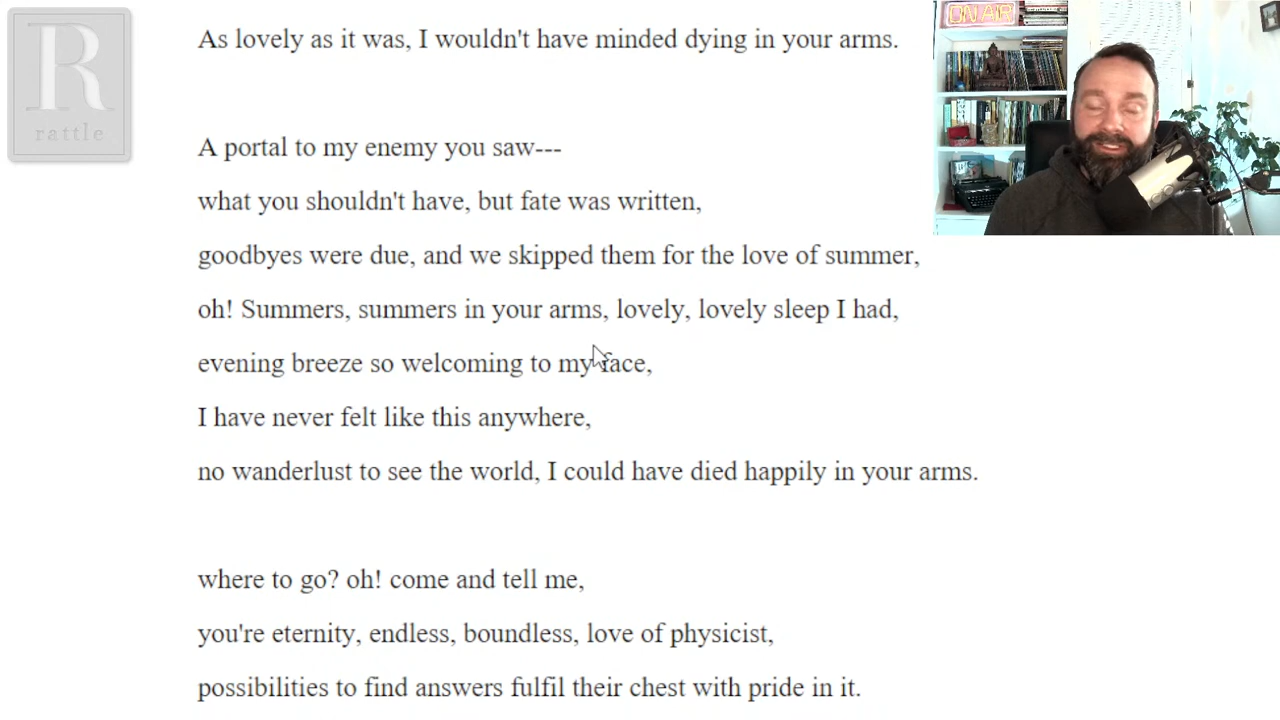 R
rattle
ON AIR
As lovely as it was, I wouldn't have minded dying in your arms.
A portal to my enemy you saw---
what you shouldn't have, but fate was written,
goodbyes were due, and we skipped them for the love of summer,
oh! Summers, summers in your arms, lovely, lovely sleep I had,
evening breeze so welcoming to my face,
I have never felt like this anywhere,
no wanderlust to see the world, I could have died happily in your arms.
where to go? oh! come and tell me,
you're eternity, endless, boundless, love of physicist,
possibilities to find answers fulfil their chest with pride in it.